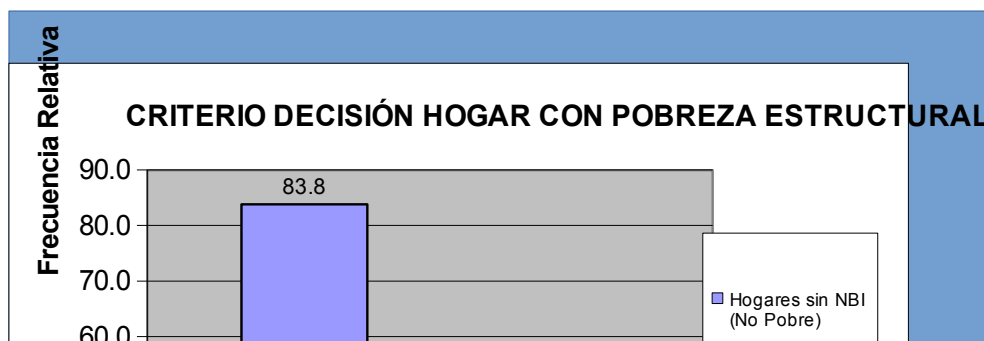 Frecuencia Relativa
CRITERIO DECISIÓN HOGAR CON POBREZA ESTRUCTURAL
90.0
83.8
80.0
70.0
60.0
Hogares sin NBI
(No Pobre)